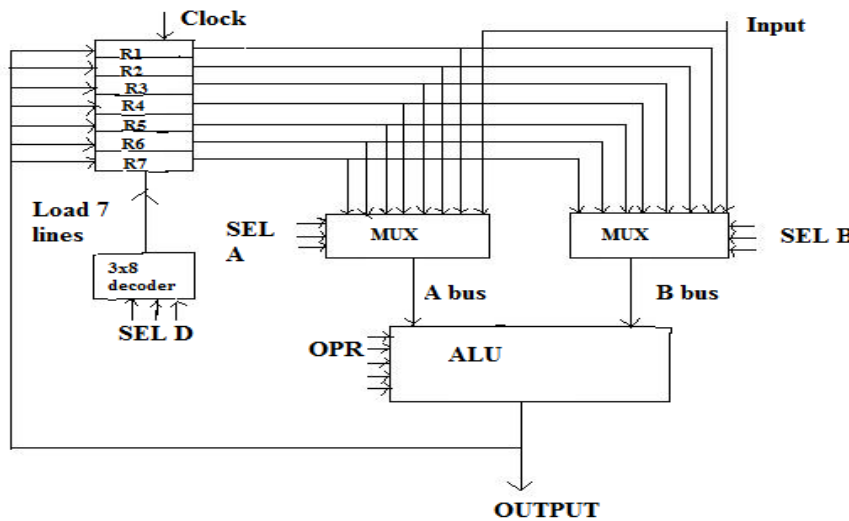 Clock
Input
R1
R2
R3
R4
R5
R6
R7
Load 7
lines
SEL
A
MUX
MUX
SEL B
3x8
decoder
A bus
B bus
SEL D
OPR
ALU
OUTPUT